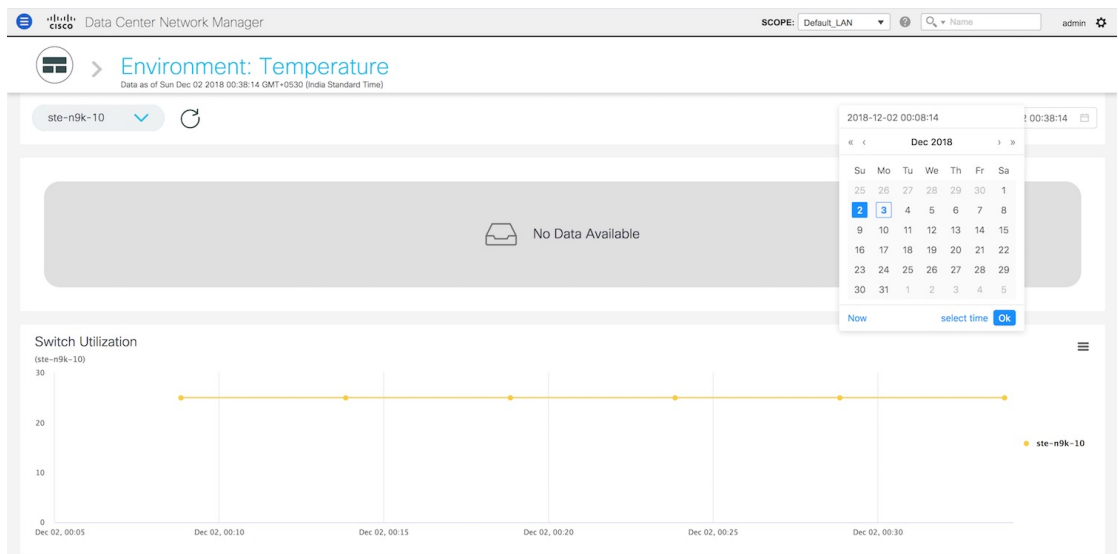 cisco Data Center Network Manager SCOPE: Default_LAN ? Name admin
Environment: Temperature
Data as of Sun Dec 02 2018 00:38:14 GMT+0530 (India Standard Time)
ste-n9k-10
2018-12-02 00:08:14
2 00:38:14
« ‹ Dec 2018 › »
Su Mo Tu We Th Fr Sa
25 26 27 28 29 30 1
2 3 4 5 6 7 8
9 10 11 12 13 14 15
16 17 18 19 20 21 22
23 24 25 26 27 28 29
30 31 1 2 3 4 5
Now select time Ok
No Data Available
Switch Utilization
(ste-n9k-10)
30
20
10
0
ste-n9k-10
Dec 02, 00:05 Dec 02, 00:10 Dec 02, 00:15 Dec 02, 00:20 Dec 02, 00:25 Dec 02, 00:30